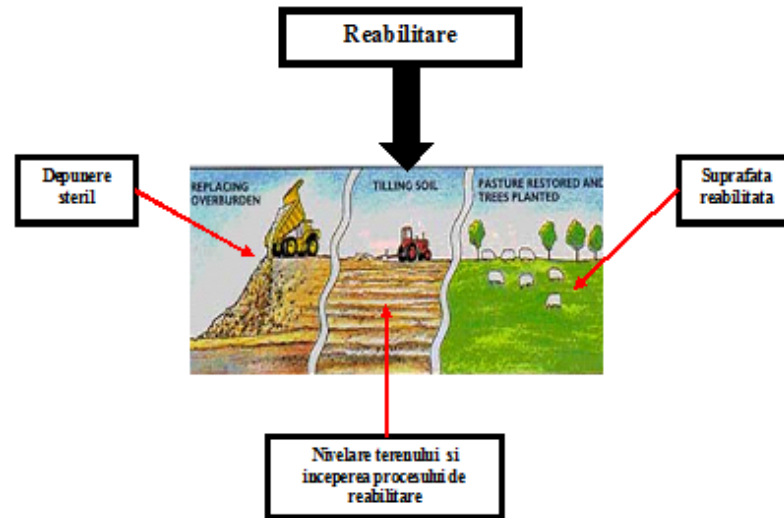 Reabilitare
Depunere
steril
REPLACING
OVERBURDEN
TILLING SOIL
PASTURE RESTORED AND
TREES PLANTED
Suprafata
reabilitata
Nivelare terenului si
inceperea procesului de
reabilitare